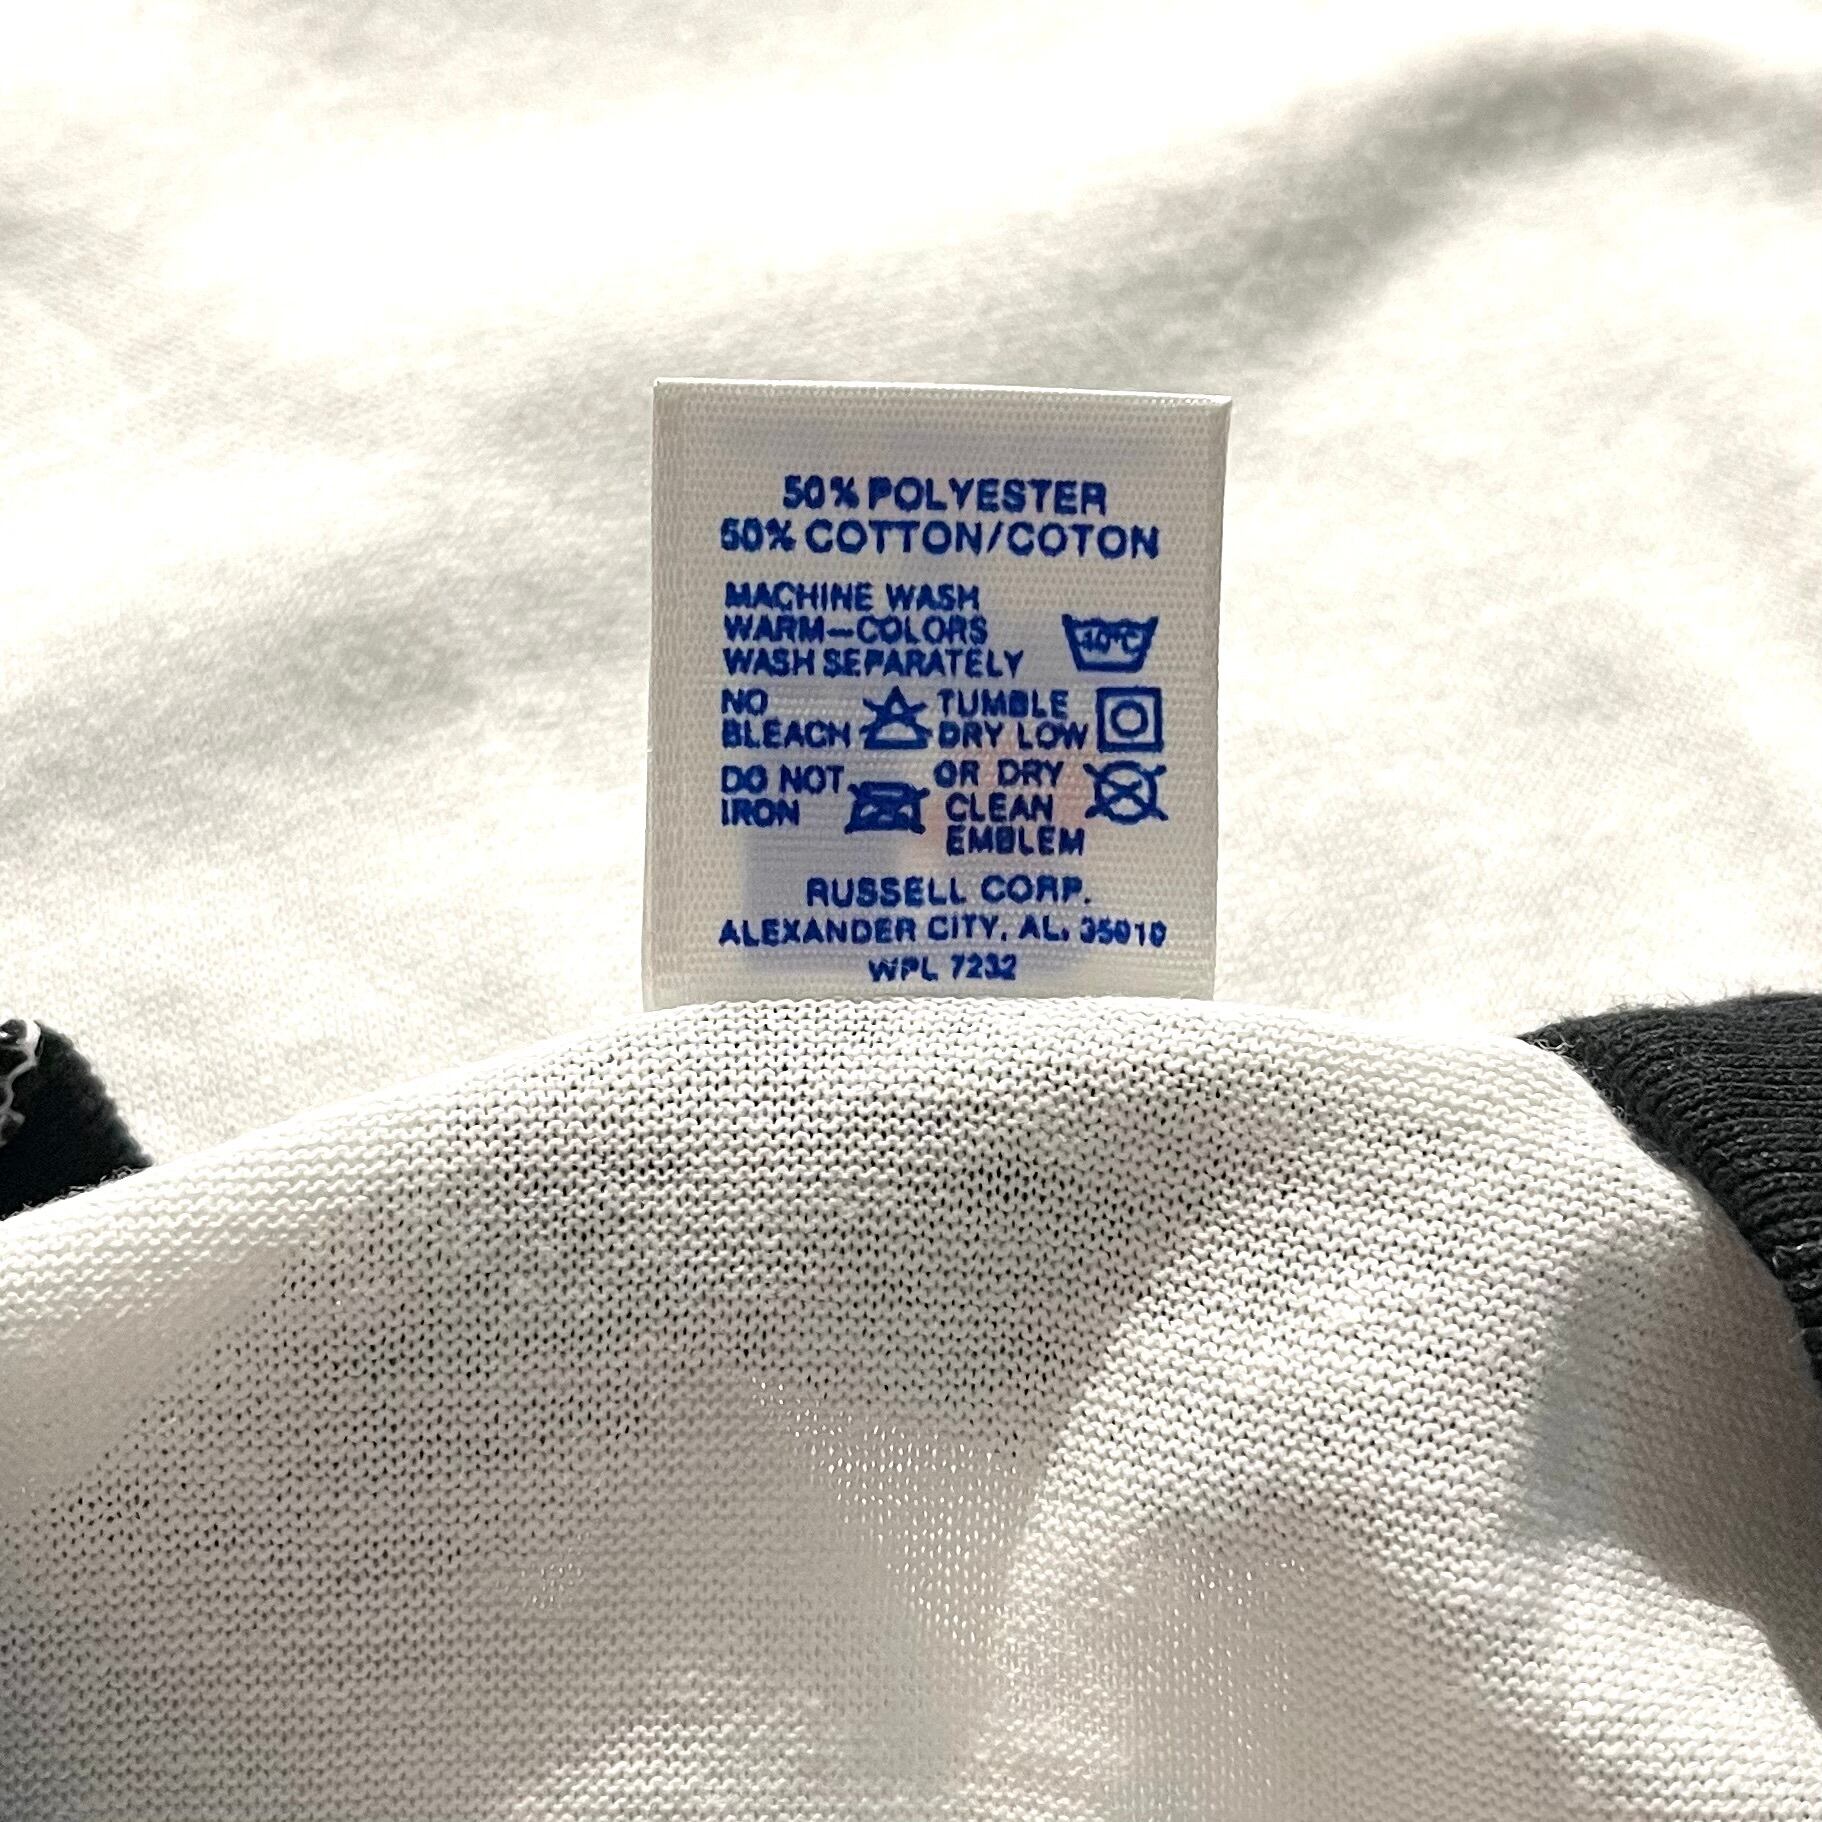 50% POLYESTER
50% COTTON/COTON
MACHINE WASH
WARM—COLORS
WASH SEPARATELY
40°C
NO
BLEACH
TUMBLE
DRY LOW
DO NOT
IRON
OR DRY
CLEAN
EMBLEM
RUSSELL CORP.
ALEXANDER CITY, AL. 35010
WPL 7232